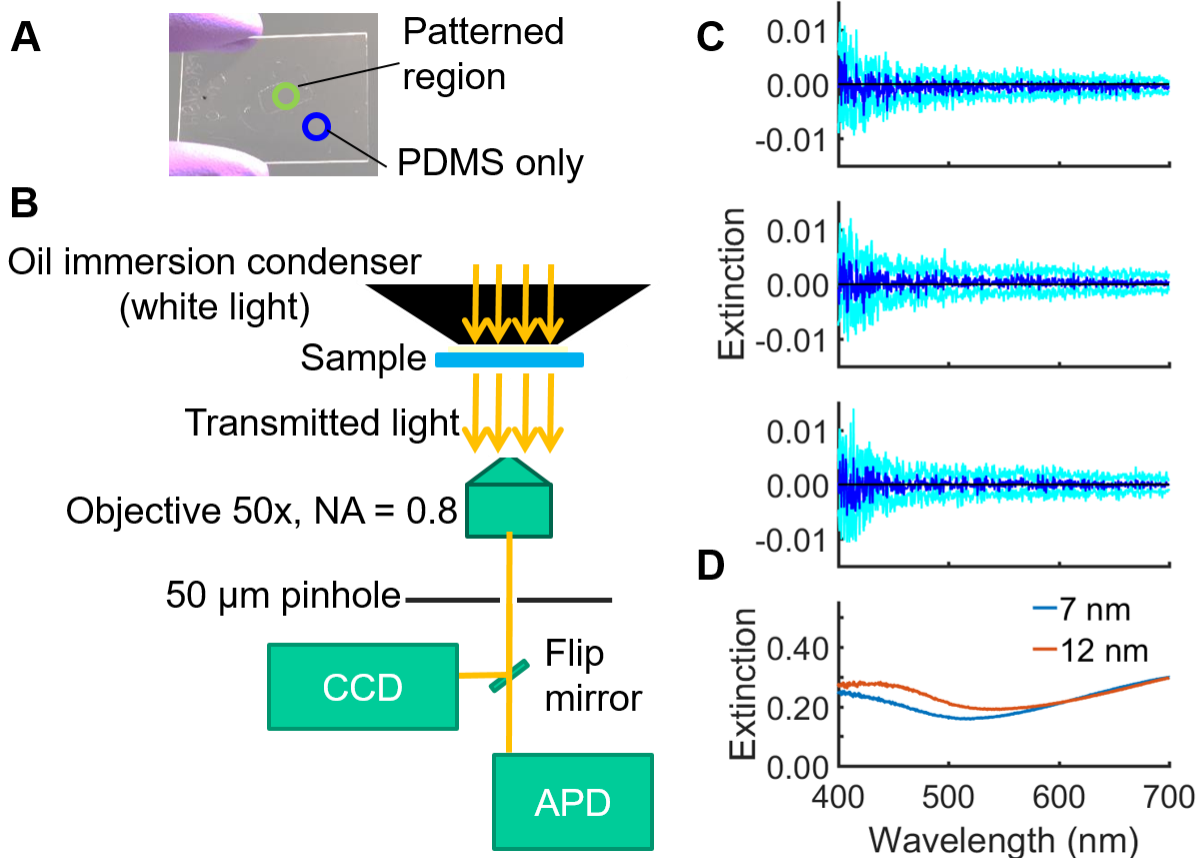 A
Patterned
region
PDMS only
B
Oil immersion condenser
(white light)
Sample
Transmitted light
Objective 50x, NA = 0.8
50 μm pinhole
Flip
mirror
CCD
APD
C
0.01
0.00
-0.01
0.01
0.00
-0.01
0.01
0.00
-0.01
Extinction
D
7 nm
12 nm
0.40
0.20
0.00
Extinction
400 500 600 700
Wavelength (nm)